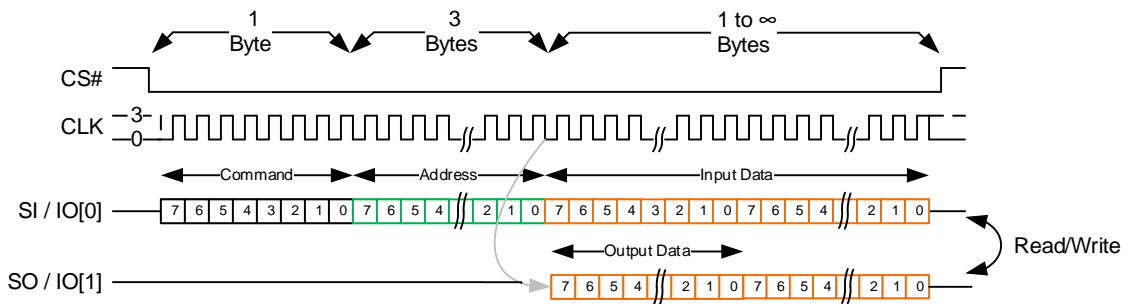 1 Byte
3 Bytes
1 to ∞ Bytes
CS#
CLK 3 0
Command Address Input Data
SI / IO[0] 7 6 5 4 3 2 1 0 7 6 5 4 2 1 0 7 6 5 4 3 2 1 0 7 6 5 4 2 1 0
Output Data
Read/Write
SO / IO[1] 7 6 5 4 2 1 0 7 6 5 4 2 1 0